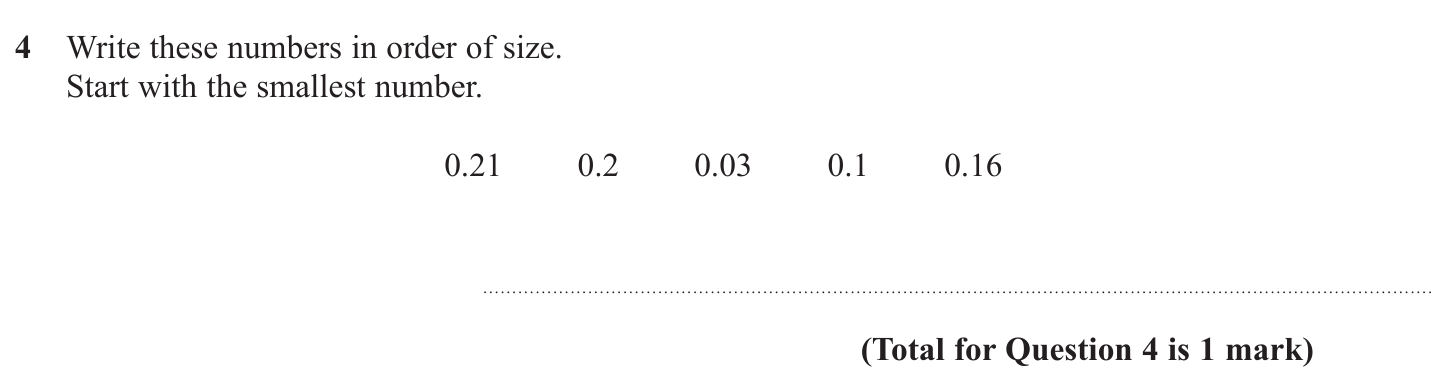 4 Write these numbers in order of size.
Start with the smallest number.
0.21 0.2 0.03 0.1 0.16
(Total for Question 4 is 1 mark)